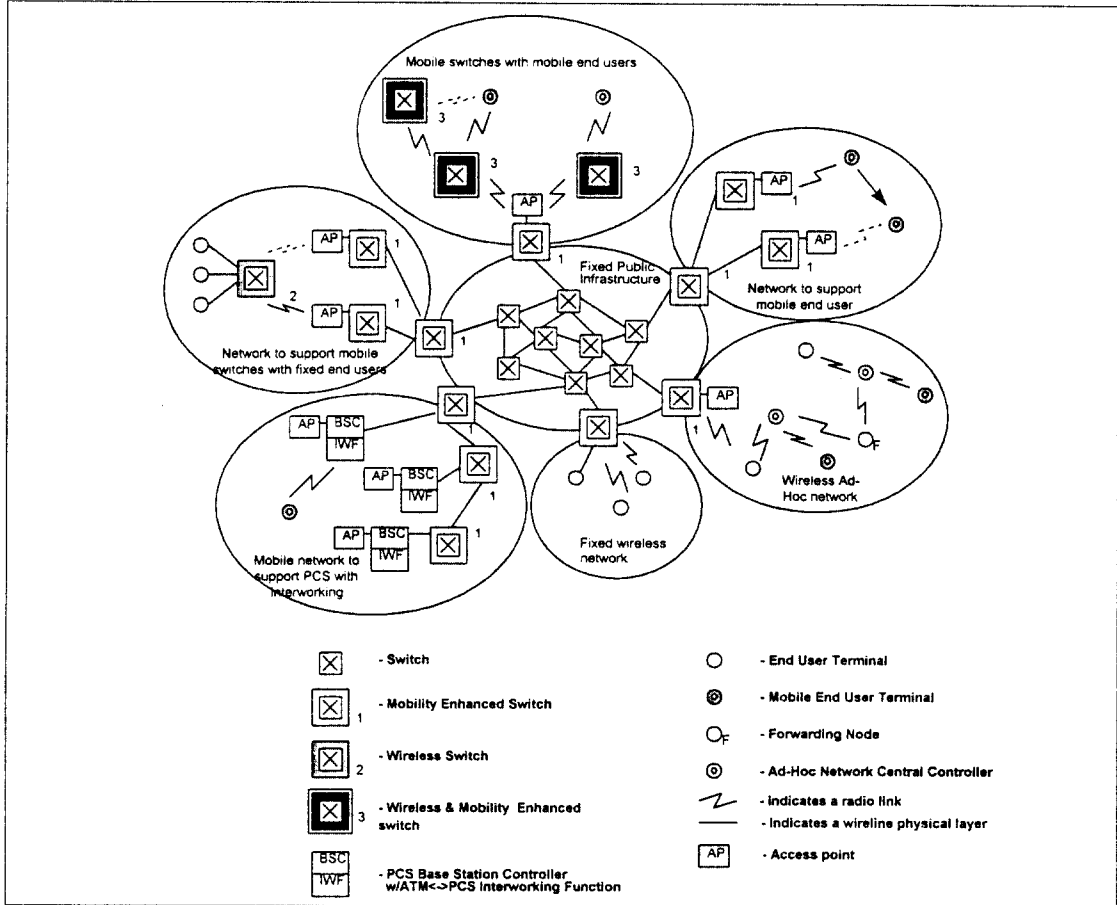 Mobile switches with mobile end users
3
3
3
AP
1
AP
1
AP
1
1
Network to support
mobile end user
AP
1
2
AP
1
Network to support mobile
switches with fixed end users
1
Fixed Public
Infrastructure
1
AP
1
F
Wireless Ad-
Hoc network
AP
BSC
IWF
AP
BSC
IWF
1
AP
BSC
IWF
1
Mobile network to
support PCS with
Interworking
Fixed wireless
network
- Switch
1
- Mobility Enhanced Switch
2
- Wireless Switch
3
- Wireless & Mobility Enhanced
switch
BSC
IWF
- PCS Base Station Controller
w/ATM<->PCS Interworking Function
- End User Terminal
- Mobile End User Terminal
F
- Forwarding Node
- Ad-Hoc Network Central Controller
- Indicates a radio link
- Indicates a wireline physical layer
AP
- Access point